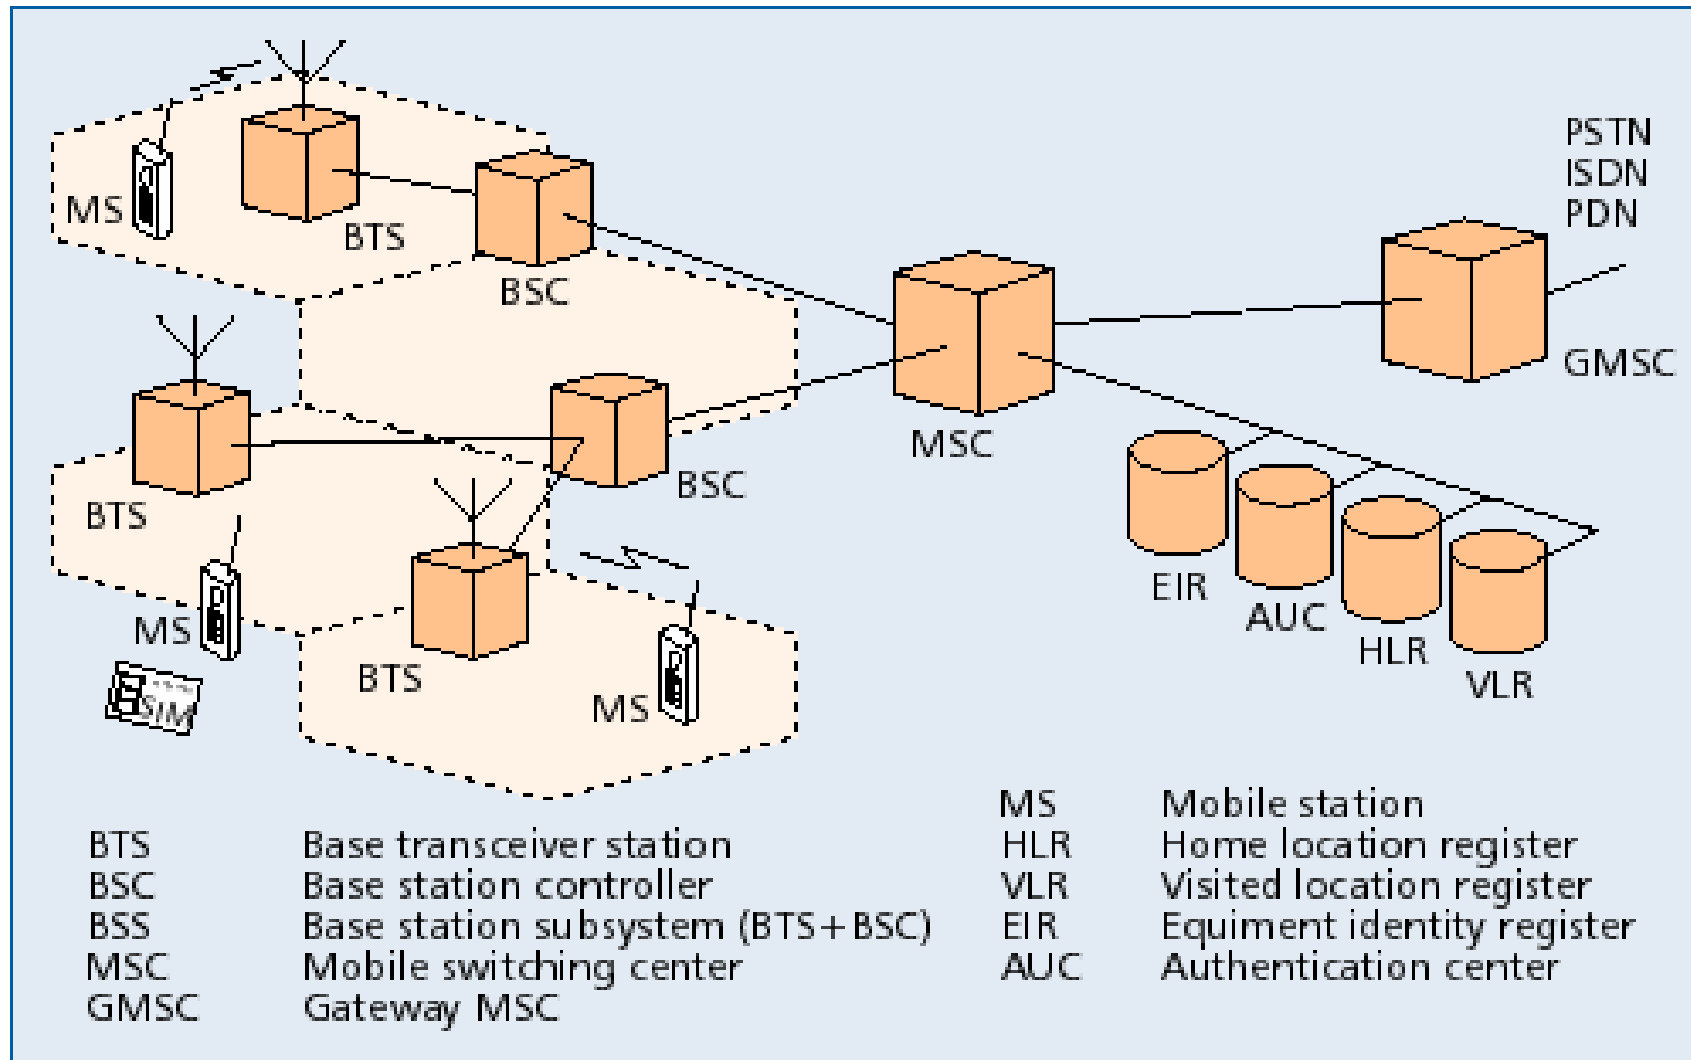 PSTN
ISDN
PDN
MS
BTS
BSC
GMSC
MSC
BSC
BTS
EIR
AUC
MS
HLR
BTS
VLR
SIM
MS
MS Mobile station
BTS Base transceiver station
HLR Home location register
BSC Base station controller
VLR Visited location register
BSS Base station subsystem (BTS+BSC)
EIR Equiment identity register
MSC Mobile switching center
AUC Authentication center
GMSC Gateway MSC